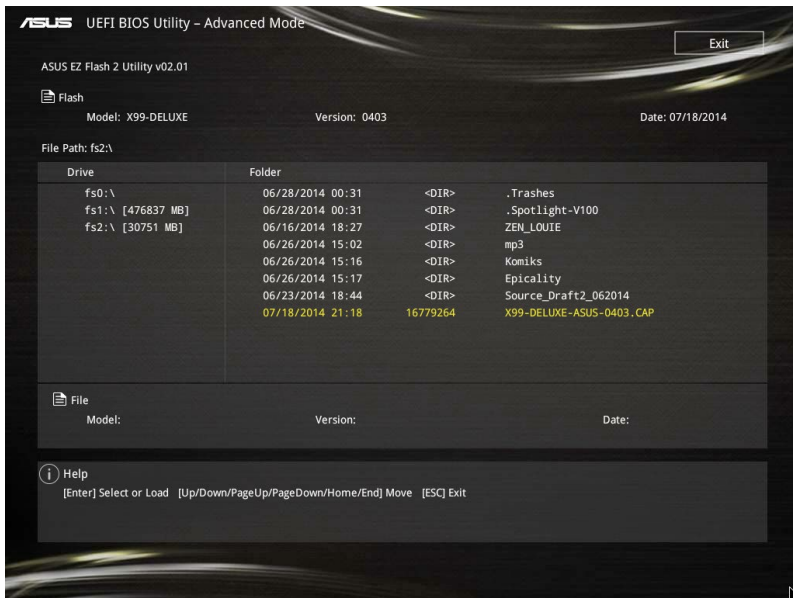 ASUS UEFI BIOS Utility – Advanced Mode
Exit
ASUS EZ Flash 2 Utility v02.01
Flash
Model: X99-DELUXE Version: 0403 Date: 07/18/2014
File Path: fs2:\
Drive Folder
fs0:\ 06/28/2014 00:31 <DIR> .Trashes
fs1:\ [476837 MB] 06/28/2014 00:31 <DIR> .Spotlight-V100
fs2:\ [30751 MB] 06/16/2014 18:27 <DIR> ZEN_LOUIE
06/26/2014 15:02 <DIR> mp3
06/26/2014 15:16 <DIR> Komiks
06/26/2014 15:17 <DIR> Epicality
06/23/2014 18:44 <DIR> Source_Draft2_062014
07/18/2014 21:18 16779264 X99-DELUXE-ASUS-0403.CAP
File
Model: Version: Date:
Help
[Enter] Select or Load [Up/Down/PageUp/PageDown/Home/End] Move [ESC] Exit